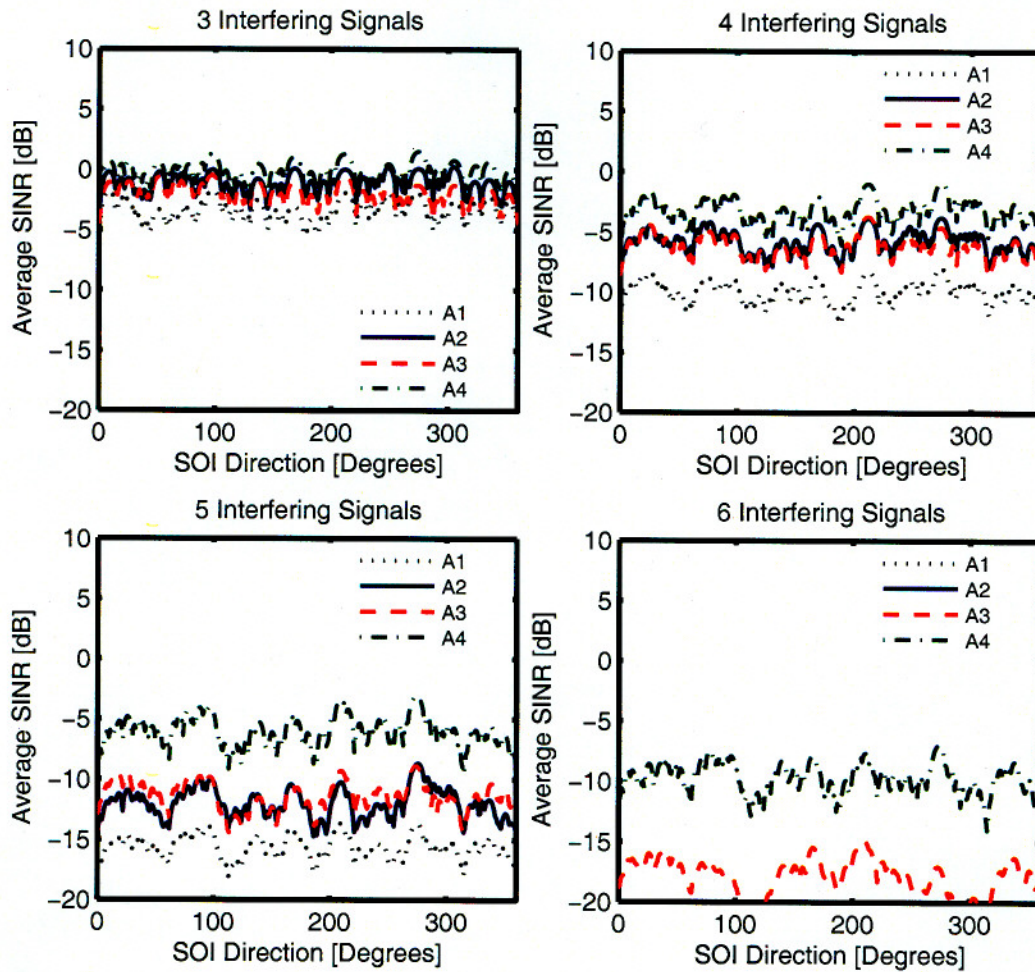 3 Interfering Signals
10
5
0
−5
−10
−15
−20
Average SINR [dB]
A1
A2
A3
A4
0
100
200
300
SOI Direction [Degrees]
4 Interfering Signals
10
5
0
−5
−10
−15
−20
Average SINR [dB]
A1
A2
A3
A4
0
100
200
300
SOI Direction [Degrees]
5 Interfering Signals
10
5
0
−5
−10
−15
−20
Average SINR [dB]
A1
A2
A3
A4
0
100
200
300
SOI Direction [Degrees]
6 Interfering Signals
10
5
0
−5
−10
−15
−20
Average SINR [dB]
A1
A2
A3
A4
0
100
200
300
SOI Direction [Degrees]